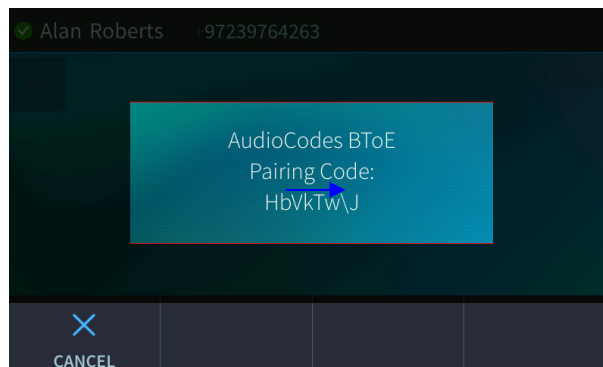 Alan Roberts +97239764263
AudioCodes BToE
Pairing Code:
HbVkTw\J
CANCEL